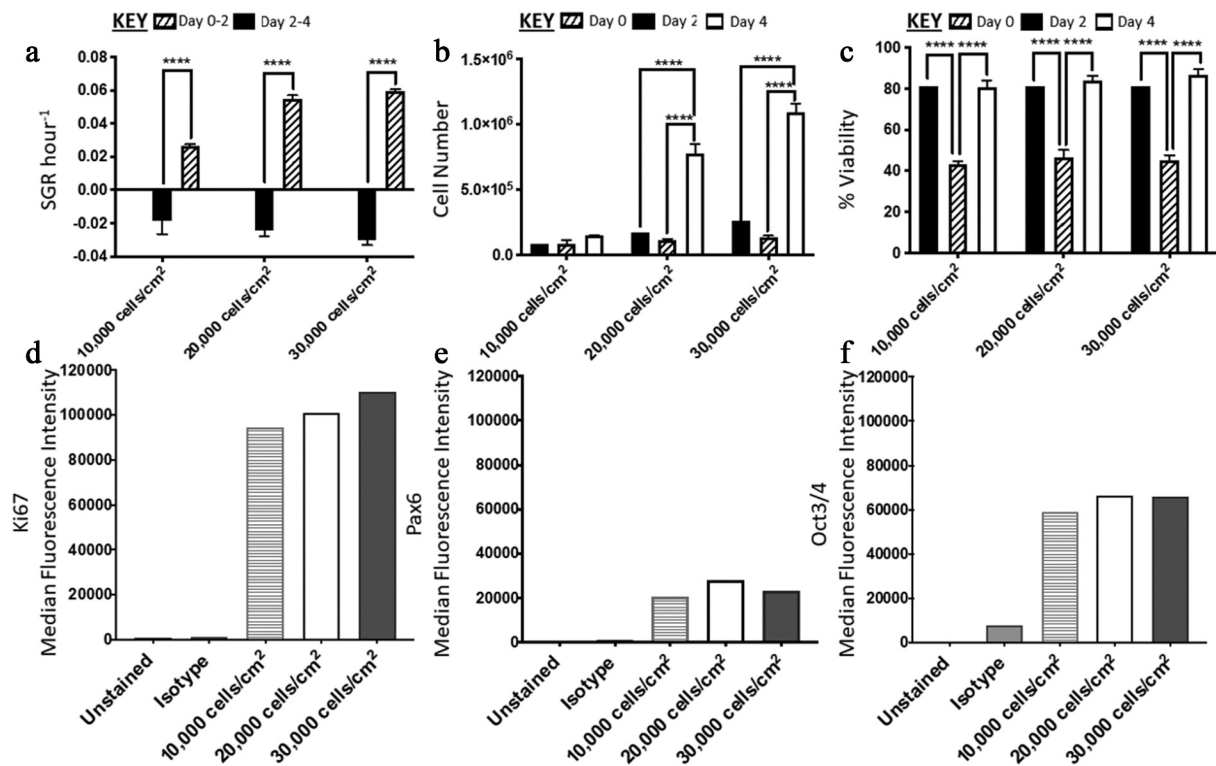 KEY Day 0-2 Day 2-4
a
****
****
****
SGR hour-1
0.08
0.06
0.04
0.02
0.00
-0.02
-0.04
10,000 cells/cm2
20,000 cells/cm2
30,000 cells/cm2
KEY Day 0 Day 2 Day 4
b
****
****
****
****
Cell Number
1.5×106
1.0×106
5.0×105
0.0
10,000 cells/cm2
20,000 cells/cm2
30,000 cells/cm2
KEY Day 0 Day 2 Day 4
c
**** ****
**** ****
**** ****
% Viability
100
80
60
40
20
0
10,000 cells/cm2
20,000 cells/cm2
30,000 cells/cm2
d
Ki67
Median Fluorescence Intensity
120000
100000
80000
60000
40000
20000
0
Unstained
Isotype
10,000 cells/cm2
20,000 cells/cm2
30,000 cells/cm2
e
Pax6
Median Fluorescence Intensity
120000
100000
80000
60000
40000
20000
0
Unstained
Isotype
10,000 cells/cm2
20,000 cells/cm2
30,000 cells/cm2
f
Oct3/4
Median Fluorescence Intensity
120000
100000
80000
60000
40000
20000
0
Unstained
Isotype
10,000 cells/cm2
20,000 cells/cm2
30,000 cells/cm2